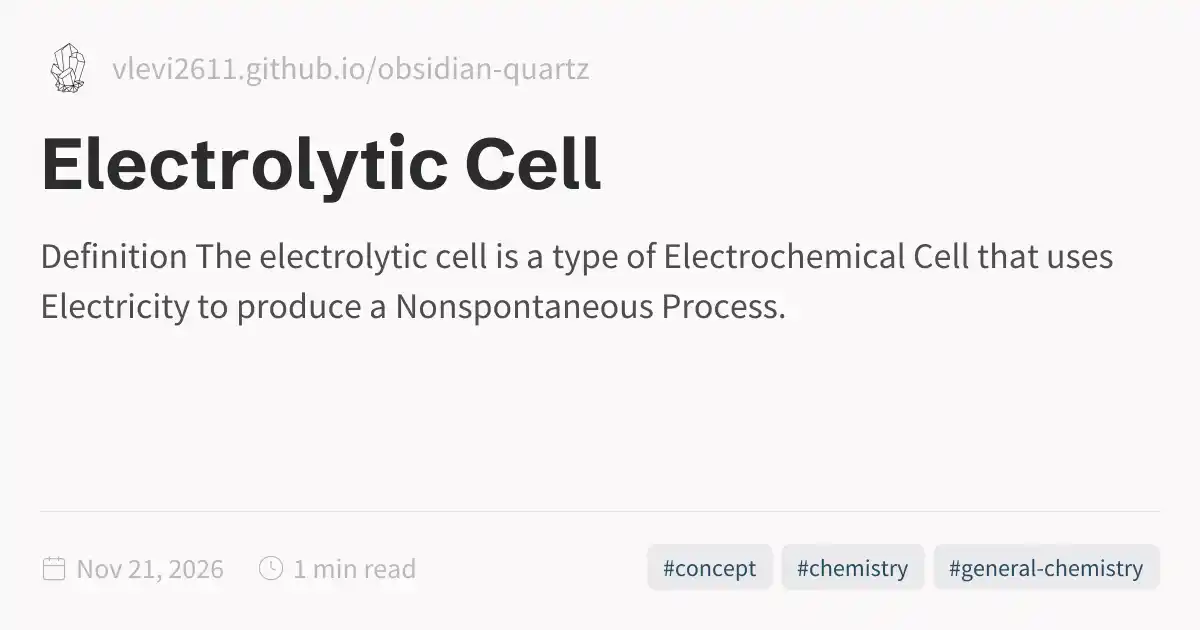 vlevi2611.github.io/obsidian-quartz
Electrolytic Cell
Definition The electrolytic cell is a type of Electrochemical Cell that uses
Electricity to produce a Nonspontaneous Process.
Nov 21, 2026 1 min read #concept #chemistry #general-chemistry